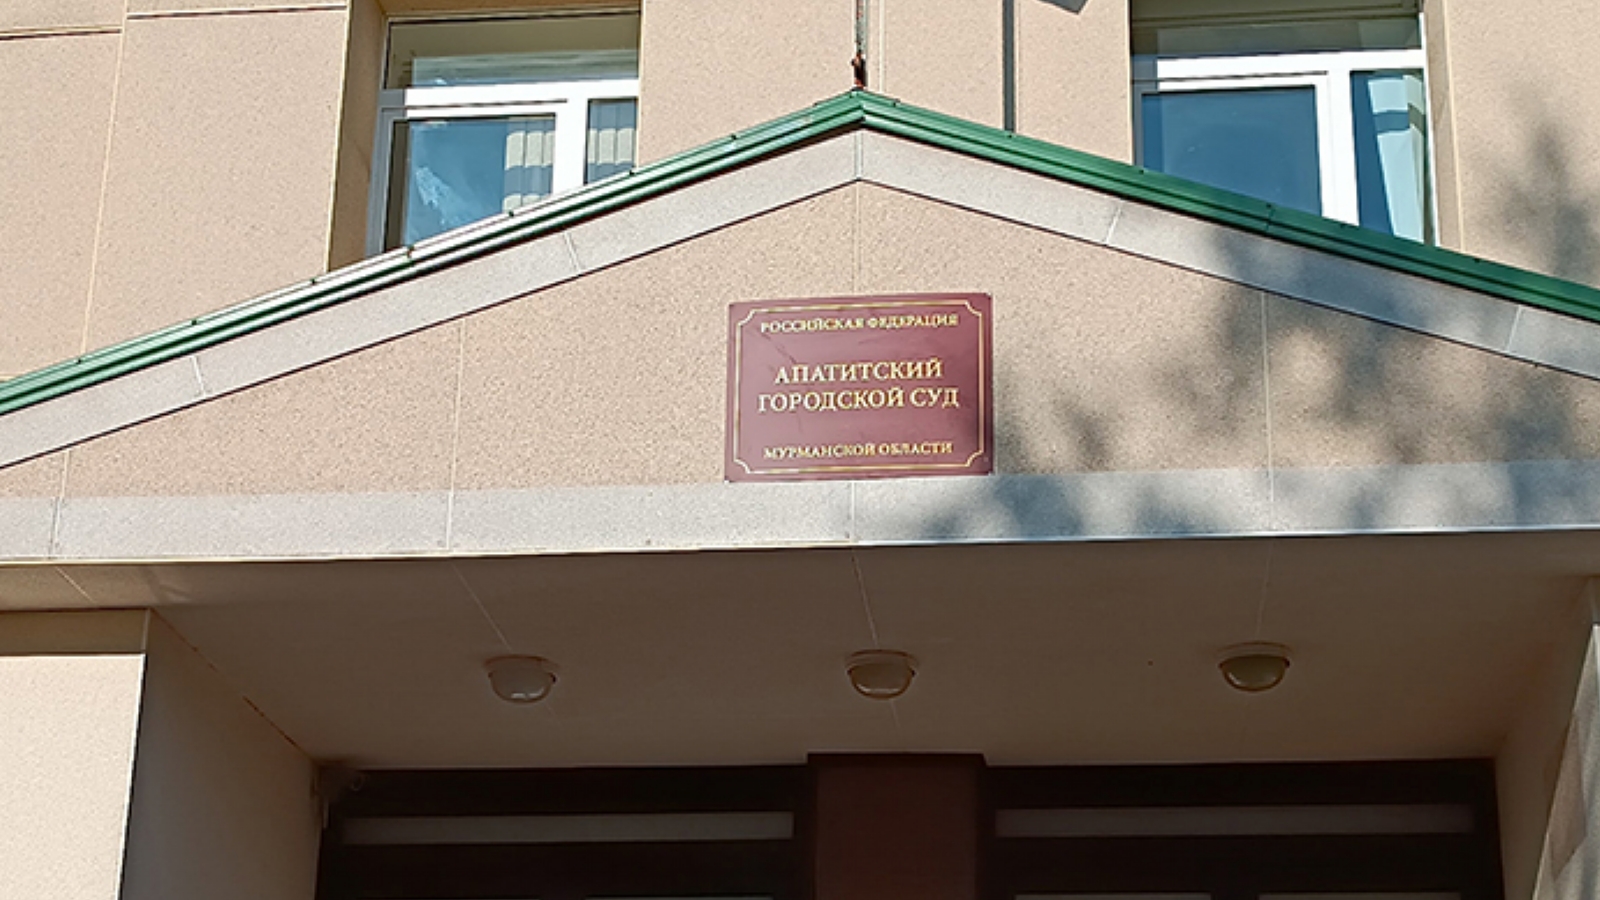 РОССИЙСКАЯ ФЕДЕРАЦИЯ
АПАТИТСКИЙ
ГОРОДСКОЙ СУД
МУРМАНСКОЙ ОБЛАСТИ